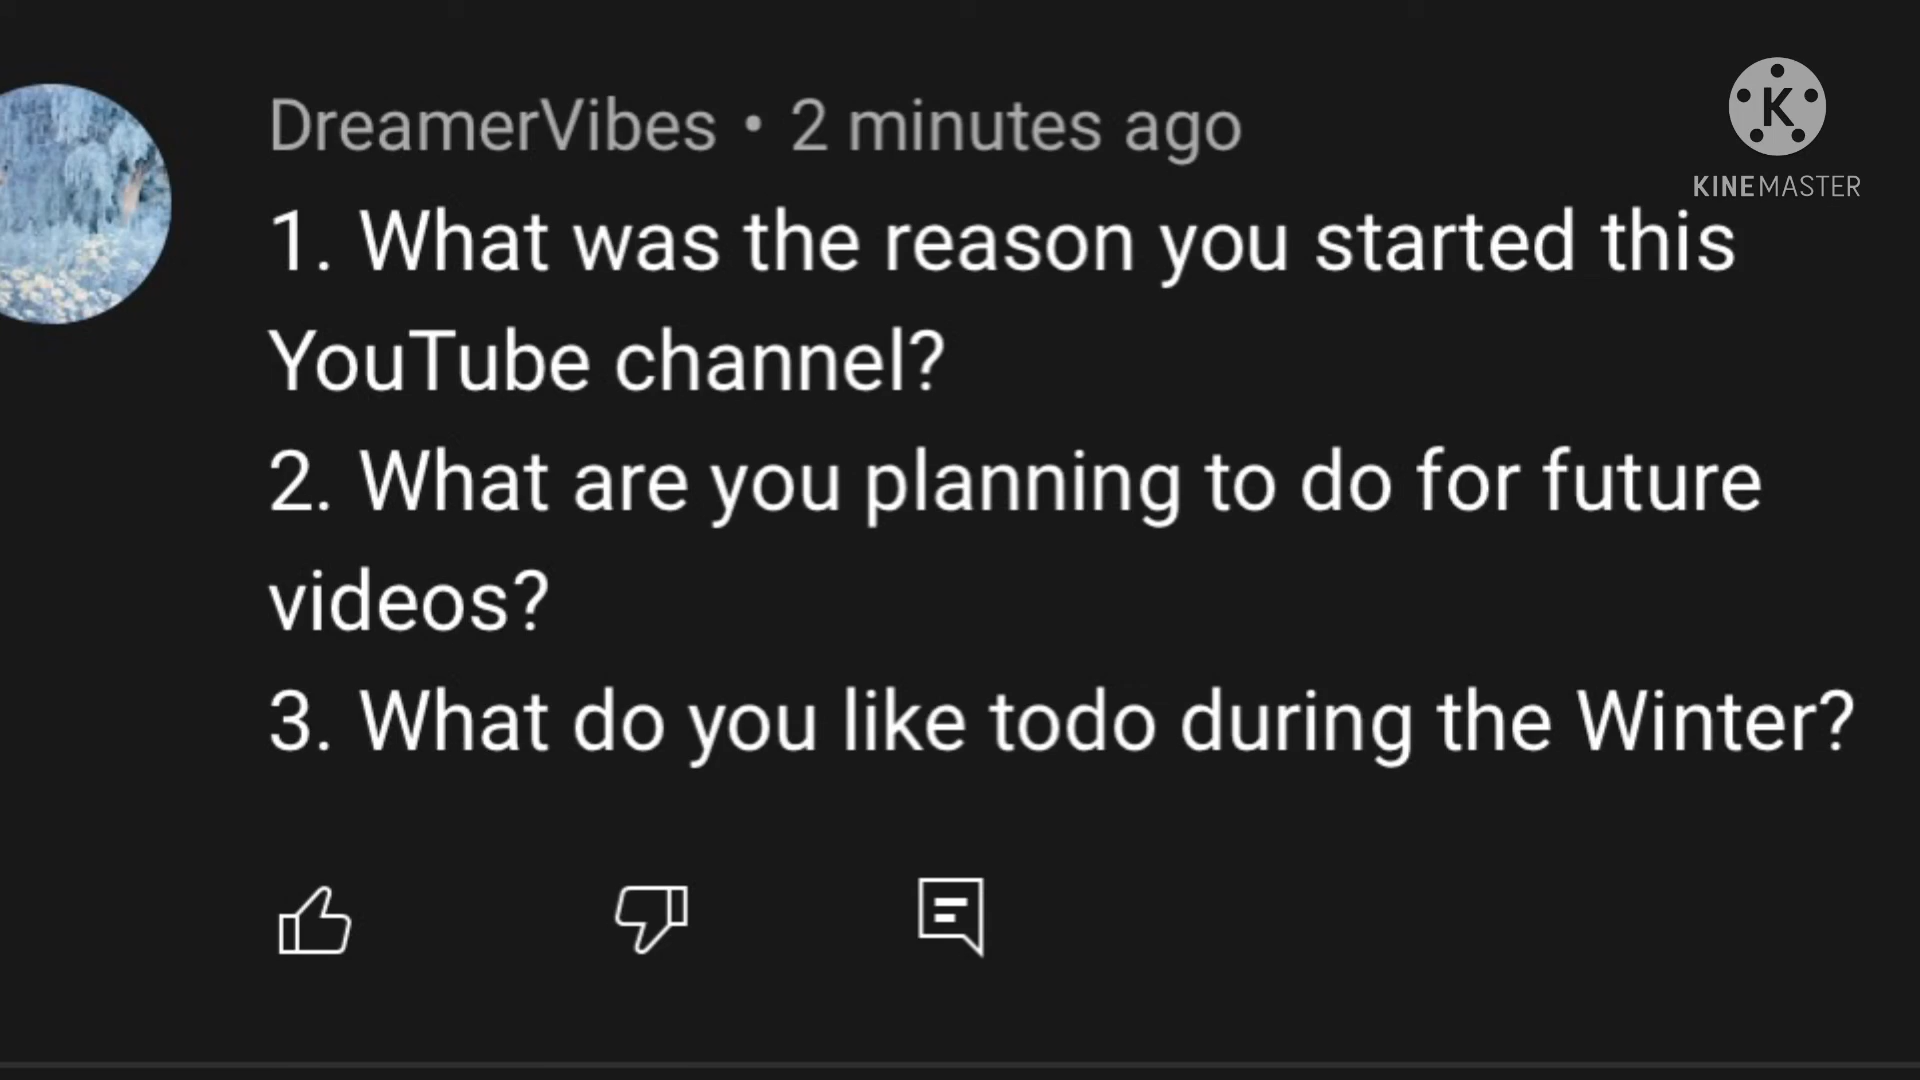 DreamerVibes • 2 minutes ago
K
KINEMASTER
1. What was the reason you started this
YouTube channel?
2. What are you planning to do for future
videos?
3. What do you like todo during the Winter?